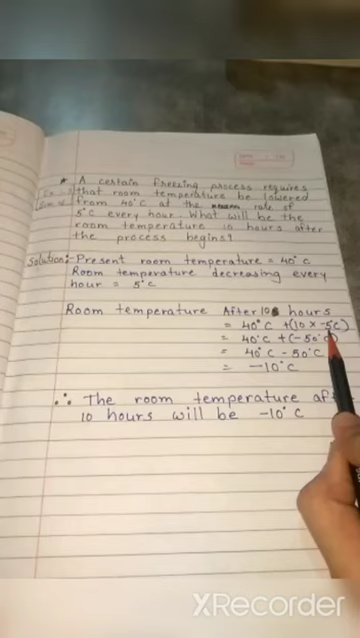 * A certain freezing process requires
that room temperature be lowered
from 40°C at the rate of
5°C every hour. What will be the
room temperature 10 hours after
the process begins?
Solution:- Present room temperature = 40°C
Room temperature decreasing every
hour = 5°C
Room temperature After 10 hours
= 40°C + (10 × -5°C)
= 40°C + (-50°C)
= 40°C - 50°C
= -10°C
∴ The room temperature af
10 hours will be -10°C
XRecorder